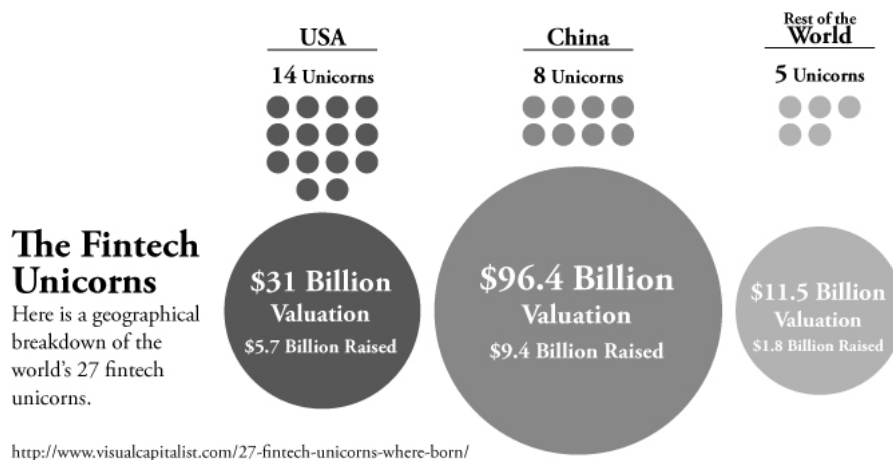 USA
14 Unicorns
China
8 Unicorns
Rest of the
World
5 Unicorns
The Fintech
Unicorns
Here is a geographical
breakdown of the
world's 27 fintech
unicorns.
$31 Billion
Valuation
$5.7 Billion Raised
$96.4 Billion
Valuation
$9.4 Billion Raised
$11.5 Billion
Valuation
$1.8 Billion Raised
http://www.visualcapitalist.com/27-fintech-unicorns-where-born/